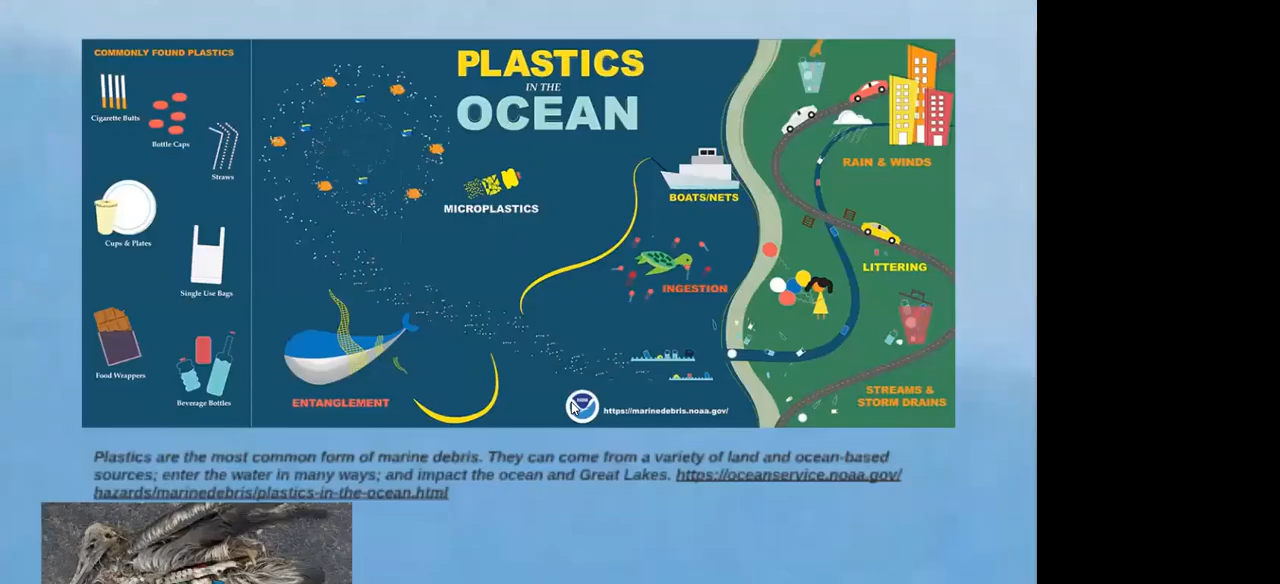 COMMONLY FOUND PLASTICS
Cigarette Butts
Bottle Caps
Straws
Cups & Plates
Single Use Bags
Food Wrappers
Beverage Bottles
PLASTICS
IN THE
OCEAN
MICROPLASTICS
BOATS/NETS
INGESTION
ENTANGLEMENT
https://marinedebris.noaa.gov/
RAIN & WINDS
LITTERING
STREAMS &
STORM DRAINS
Plastics are the most common form of marine debris. They can come from a variety of land and ocean-based
sources; enter the water in many ways; and impact the ocean and Great Lakes. https://oceanservice.noaa.gov/
hazards/marinedebris/plastics-in-the-ocean.html